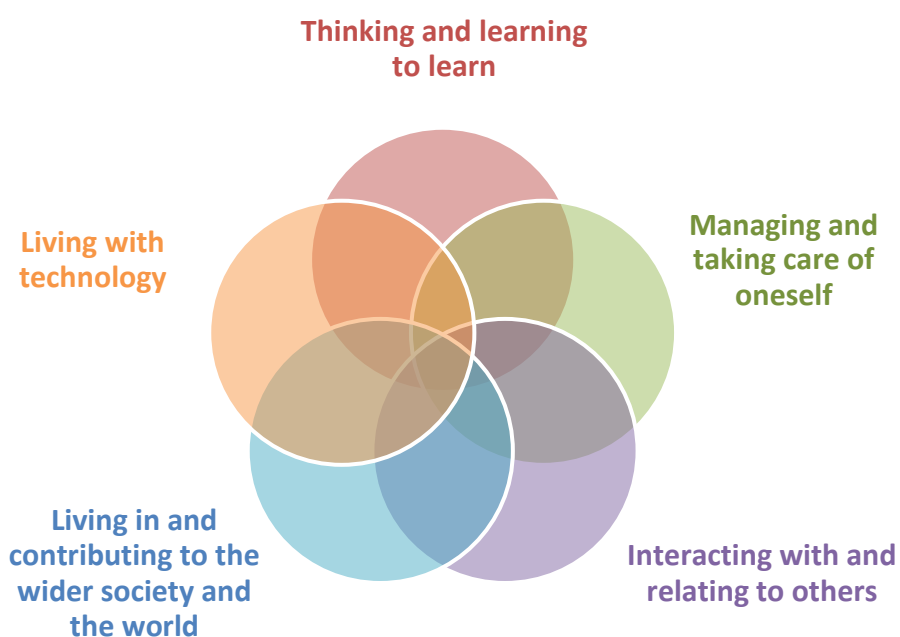 Thinking and learning
to learn
Managing and
taking care of
oneself
Living with
technology
Living in and
contributing to the
wider society and
the world
Interacting with and
relating to others